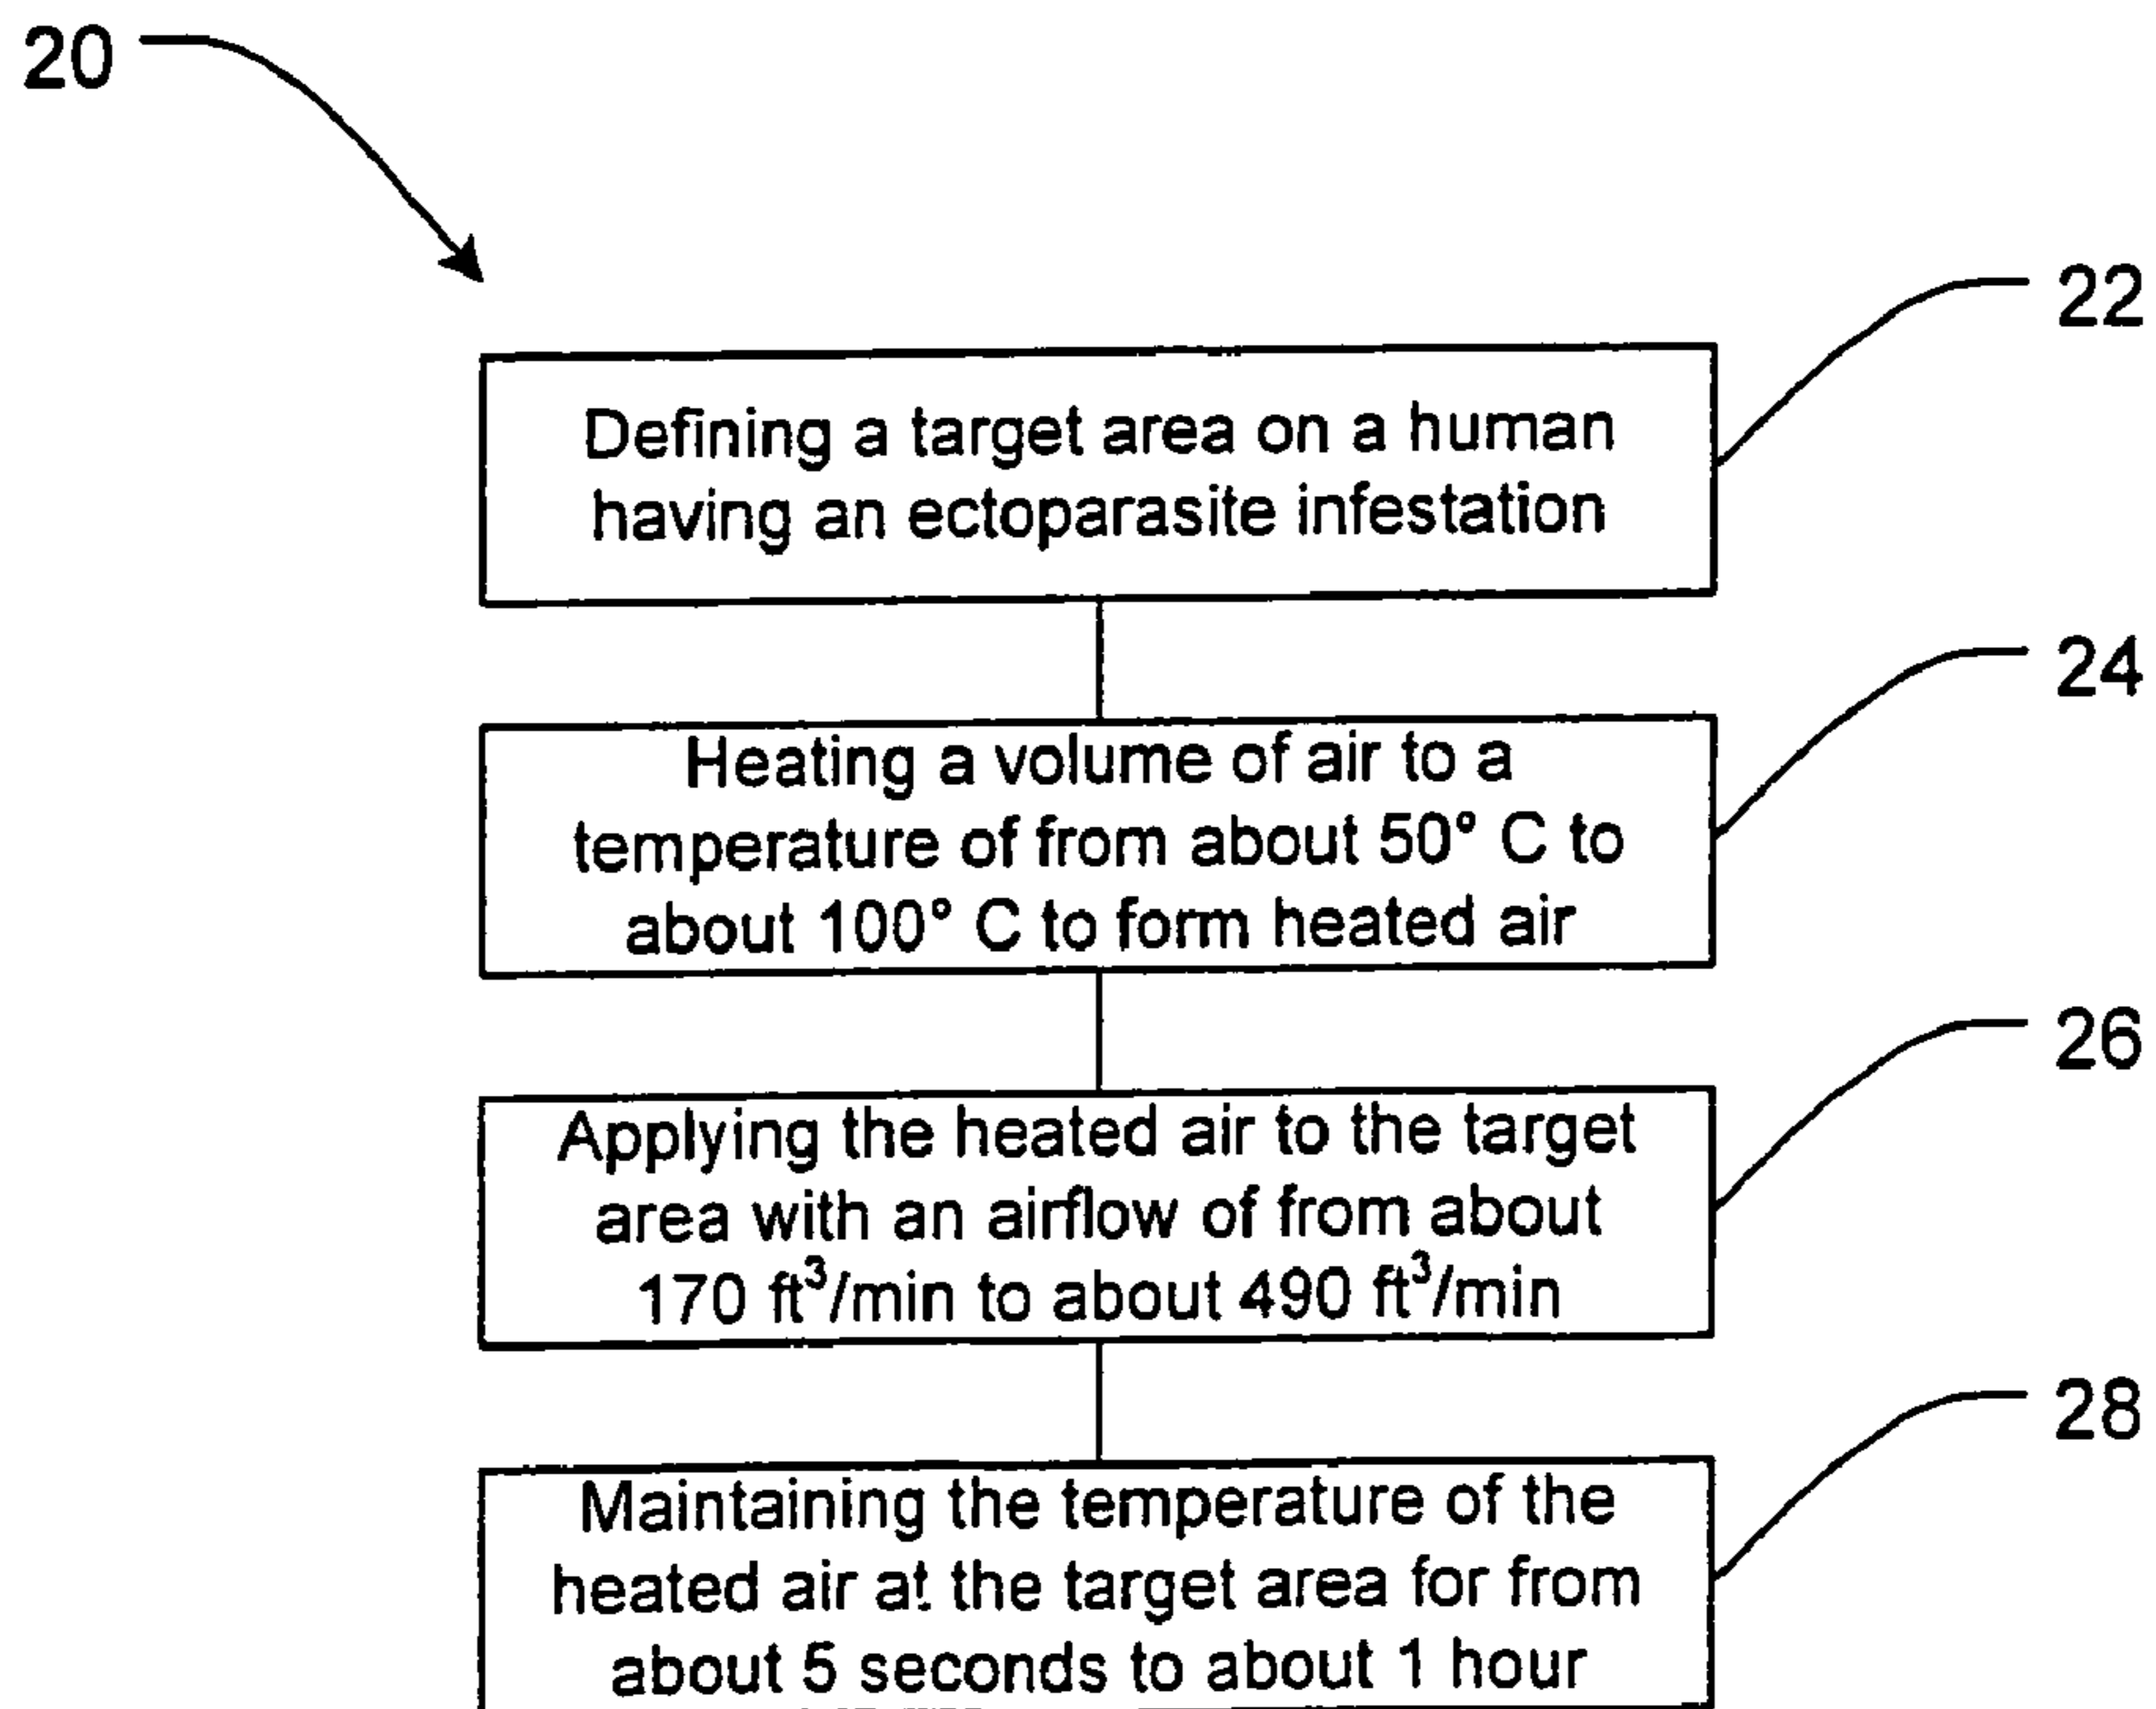 20
22
Defining a target area on a human
having an ectoparasite infestation
24
Heating a volume of air to a
temperature of from about 50° C to
about 100° C to form heated air
26
Applying the heated air to the target
area with an airflow of from about
170 ft³/min to about 490 ft³/min
28
Maintaining the temperature of the
heated air at the target area for from
about 5 seconds to about 1 hour